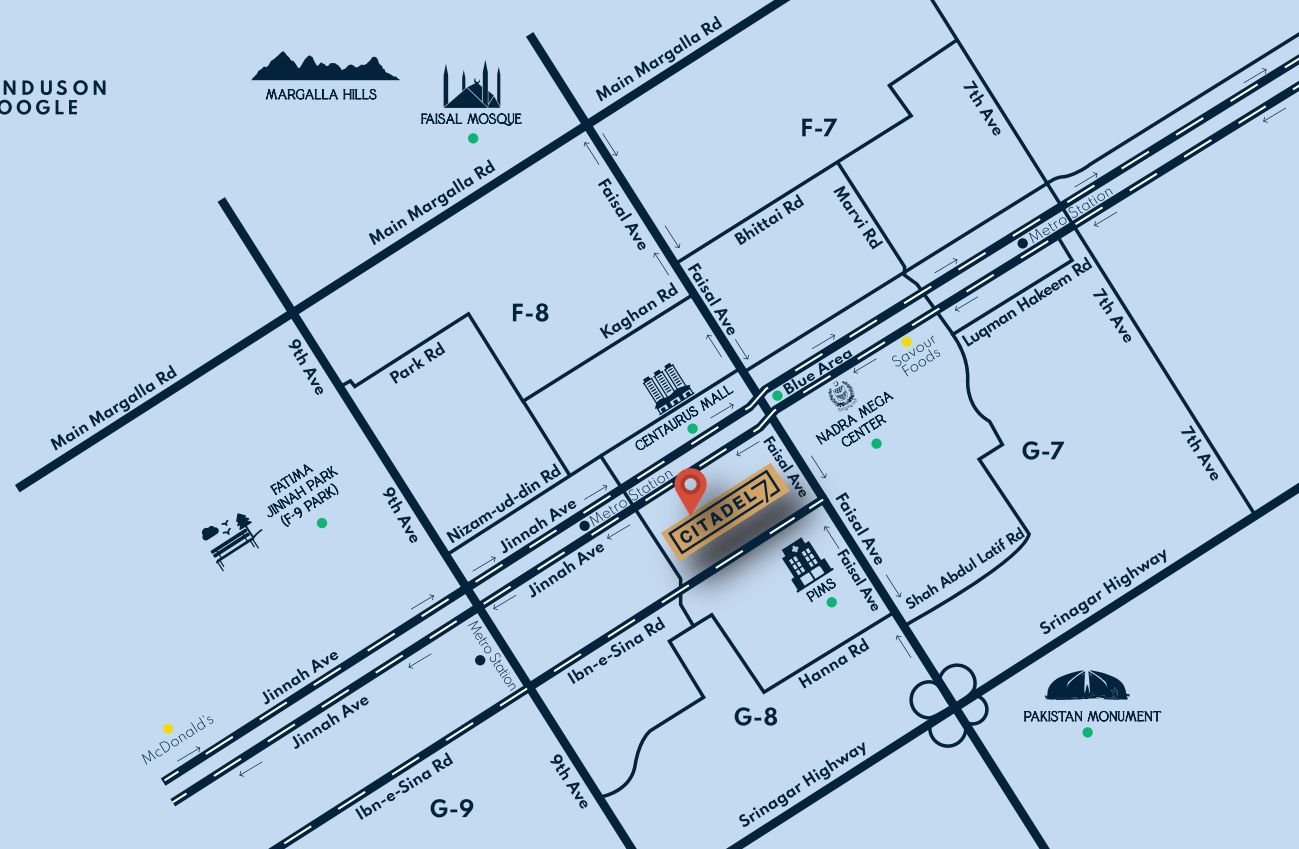 NDUSON
OOGLE
MARGALLA HILLS
FAISAL MOSQUE
Main Margalla Rd
7th Ave
F-7
Main Margalla Rd
Faisal Ave
Bhittai Rd
Marvi Rd
Metro Station
Faisal Ave
Kaghan Rd
F-8
Luqman Hakeem Rd
7th Ave
9th Ave
Park Rd
Main Margalla Rd
Savour
Foods
Blue Area
CENTAURUS MALL
NADRA MEGA
CENTER
G-7
7th Ave
FATIMA
JINNAH PARK
(F-9 PARK)
9th Ave
Nizam-ud-din Rd
Jinnah Ave
Metro Station
Faisal Ave
CITADEL 7
Jinnah Ave
Faisal Ave
Faisal Ave
PIMS
Shah Abdul Latif Rd
Srinagar Highway
Metro Station
Ibn-e-Sina Rd
Hanna Rd
Jinnah Ave
Jinnah Ave
McDonald's
G-8
PAKISTAN MONUMENT
Srinagar Highway
9th Ave
Ibn-e-Sina Rd
G-9